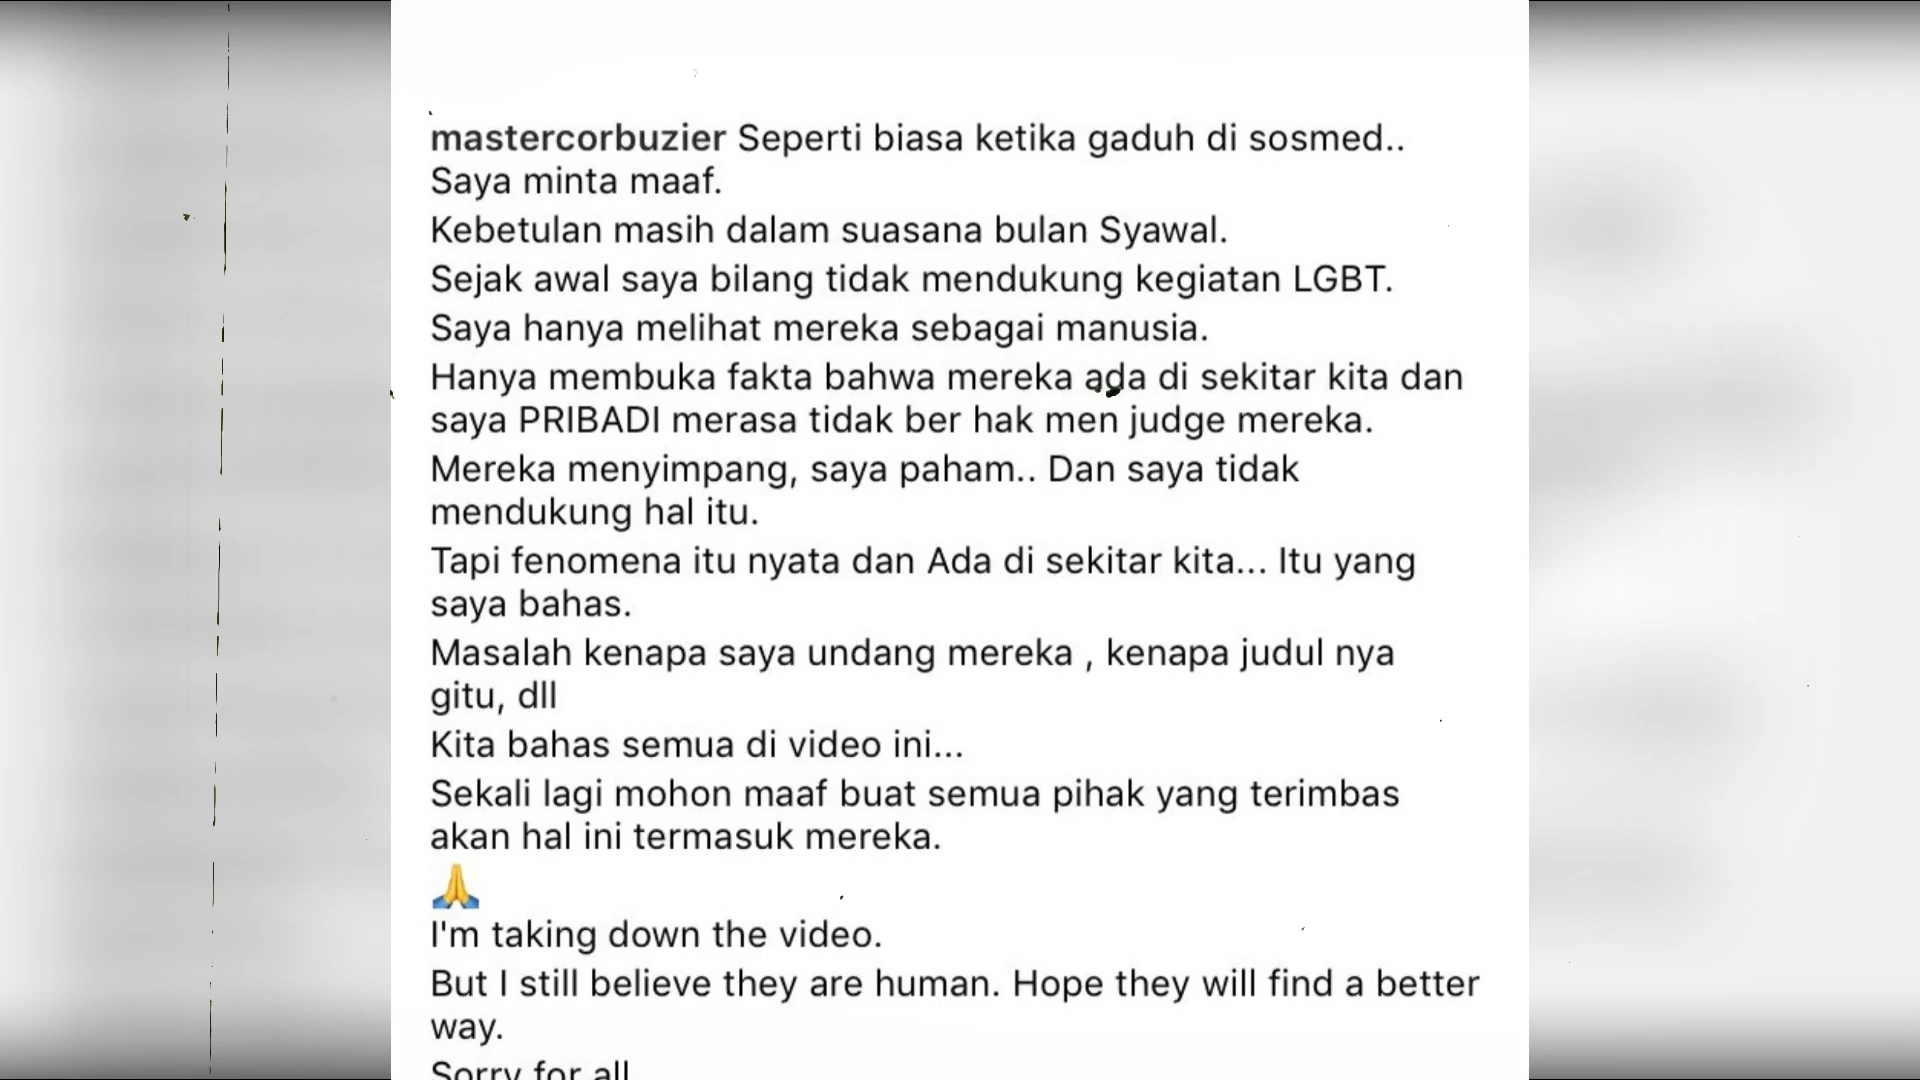 mastercorbuzier Seperti biasa ketika gaduh di sosmed..
Saya minta maaf.
Kebetulan masih dalam suasana bulan Syawal.
Sejak awal saya bilang tidak mendukung kegiatan LGBT.
Saya hanya melihat mereka sebagai manusia.
Hanya membuka fakta bahwa mereka ada di sekitar kita dan
saya PRIBADI merasa tidak ber hak men judge mereka.
Mereka menyimpang, saya paham.. Dan saya tidak
mendukung hal itu.
Tapi fenomena itu nyata dan Ada di sekitar kita... Itu yang
saya bahas.
Masalah kenapa saya undang mereka , kenapa judul nya
gitu, dll
Kita bahas semua di video ini...
Sekali lagi mohon maaf buat semua pihak yang terimbas
akan hal ini termasuk mereka.
🙏
I'm taking down the video.
But I still believe they are human. Hope they will find a better
way.
Sorry for all